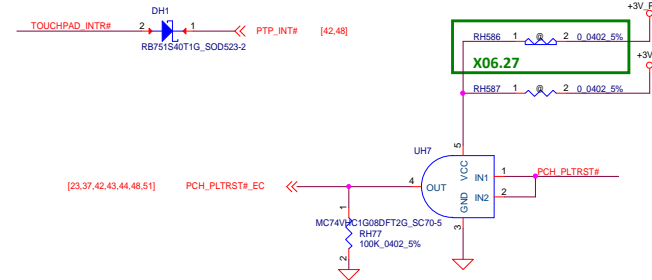 DH1
TOUCHPAD_INTR# 2 1 PTP_INT# [42,48]
RB751S40T1G_SOD523-2
+3V_P
RH586 1 @ 2 0_0402_5%
X06.27
+3V
RH587 1 @ 2 0_0402_5%
UH7
5
VCC
[23,37,42,43,44,48,51] PCH_PLTRST#_EC 4 OUT IN1 1 PCH_PLTRST#
IN2 2
GND
3
1
MC74VHC1G08DFT2G_SC70-5
RH77
100K_0402_5%
2